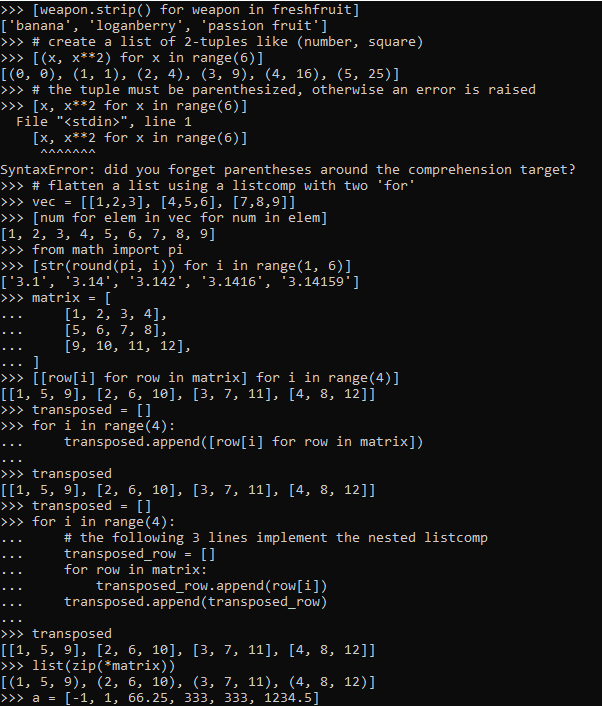 >>> [weapon.strip() for weapon in freshfruit]
['banana', 'loganberry', 'passion fruit']
>>> # create a list of 2-tuples like (number, square)
>>> [(x, x**2) for x in range(6)]
[(0, 0), (1, 1), (2, 4), (3, 9), (4, 16), (5, 25)]
>>> # the tuple must be parenthesized, otherwise an error is raised
>>> [x, x**2 for x in range(6)]
  File "<stdin>", line 1
    [x, x**2 for x in range(6)]
     ^^^^^^^
SyntaxError: did you forget parentheses around the comprehension target?
>>> # flatten a list using a listcomp with two 'for'
>>> vec = [[1,2,3], [4,5,6], [7,8,9]]
>>> [num for elem in vec for num in elem]
[1, 2, 3, 4, 5, 6, 7, 8, 9]
>>> from math import pi
>>> [str(round(pi, i)) for i in range(1, 6)]
['3.1', '3.14', '3.142', '3.1416', '3.14159']
>>> matrix = [
...     [1, 2, 3, 4],
...     [5, 6, 7, 8],
...     [9, 10, 11, 12],
... ]
>>> [[row[i] for row in matrix] for i in range(4)]
[[1, 5, 9], [2, 6, 10], [3, 7, 11], [4, 8, 12]]
>>> transposed = []
>>> for i in range(4):
...     transposed.append([row[i] for row in matrix])
...
>>> transposed
[[1, 5, 9], [2, 6, 10], [3, 7, 11], [4, 8, 12]]
>>> transposed = []
>>> for i in range(4):
...     # the following 3 lines implement the nested listcomp
...     transposed_row = []
...     for row in matrix:
...         transposed_row.append(row[i])
...     transposed.append(transposed_row)
...
>>> transposed
[[1, 5, 9], [2, 6, 10], [3, 7, 11], [4, 8, 12]]
>>> list(zip(*matrix))
[(1, 5, 9), (2, 6, 10), (3, 7, 11), (4, 8, 12)]
>>> a = [-1, 1, 66.25, 333, 333, 1234.5]